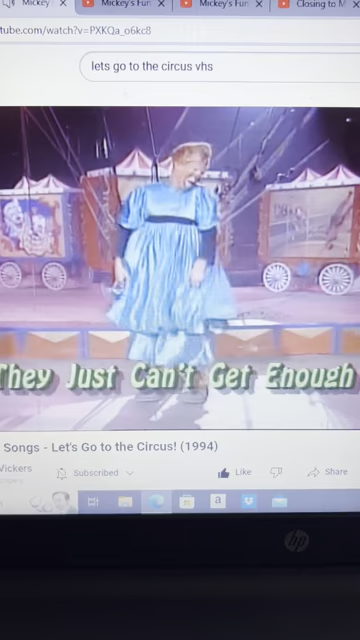 Mickey
Mickey's Fun
Mickey's Fun
Closing to M
tube.com/watch?v=PXKQa_o6kc8
lets go to the circus vhs
They Just Can't Get Enough
Songs - Let's Go to the Circus! (1994)
Vickers
Subscribed
Like
Share
a
hp